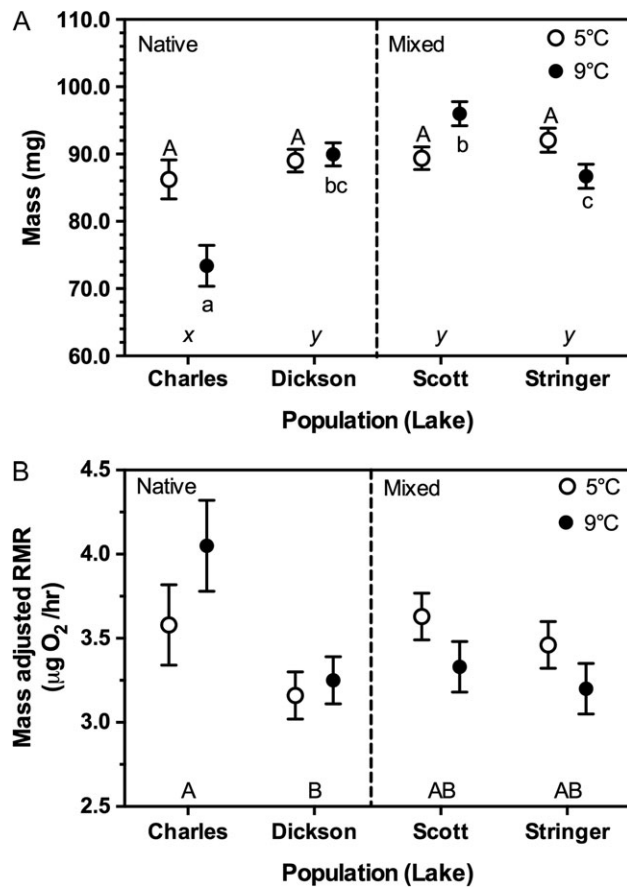 A
110.0
Native
Mixed
5°C
9°C
100.0
90.0
80.0
70.0
60.0
Mass (mg)
A
a
A
bc
A
b
A
c
x
y
y
y
Charles
Dickson
Scott
Stringer
Population (Lake)
B
4.5
Native
Mixed
5°C
9°C
4.0
3.5
3.0
2.5
Mass adjusted RMR
(µg O₂ /hr)
A
B
AB
AB
Charles
Dickson
Scott
Stringer
Population (Lake)